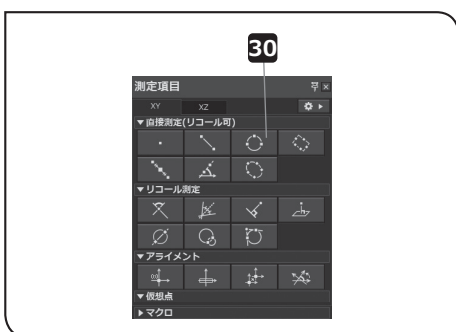 30
測定項目
XY XZ
▼直接測定(リコール可)
▼リコール測定
▼アライメント
▼仮想点
▶マクロ